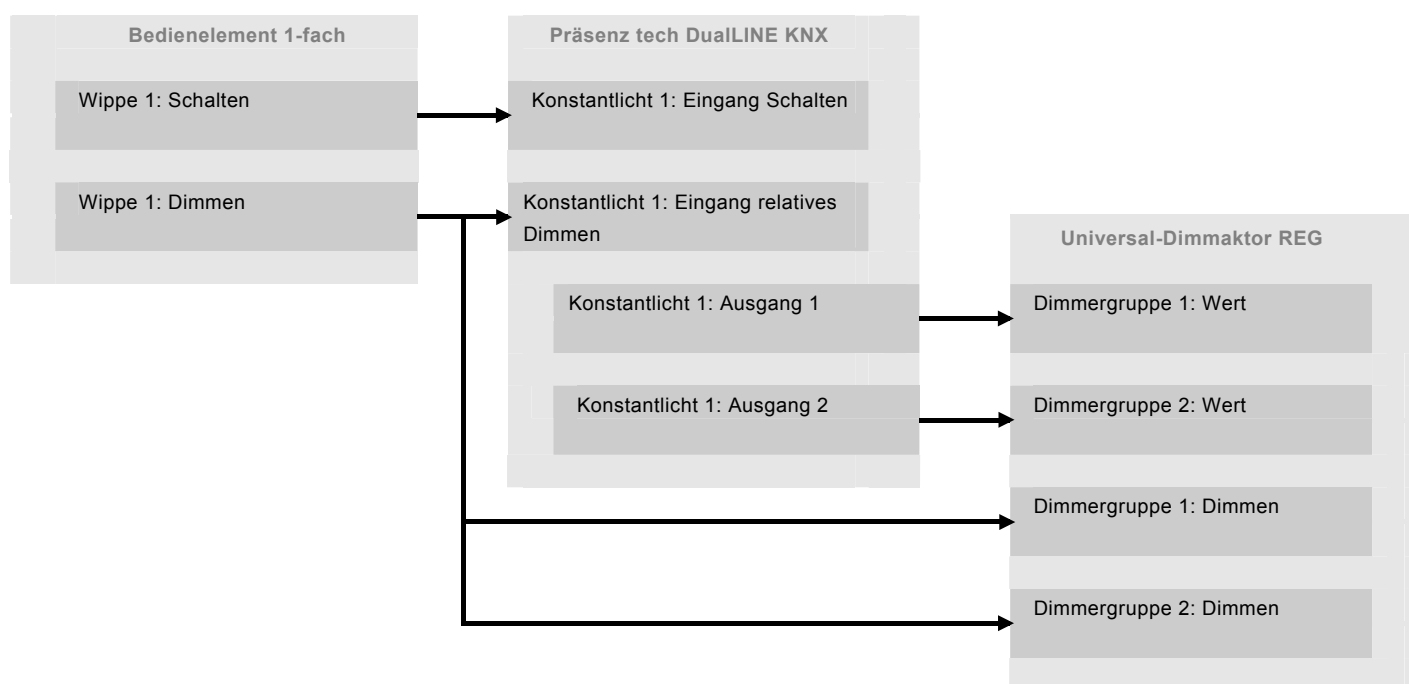 Bedienelement 1-fach
Präsenz tech DualLINE KNX
Wippe 1: Schalten
Konstantlicht 1: Eingang Schalten
Wippe 1: Dimmen
Konstantlicht 1: Eingang relatives
Dimmen
Universal-Dimmaktor REG
Konstantlicht 1: Ausgang 1
Dimmergruppe 1: Wert
Konstantlicht 1: Ausgang 2
Dimmergruppe 2: Wert
Dimmergruppe 1: Dimmen
Dimmergruppe 2: Dimmen